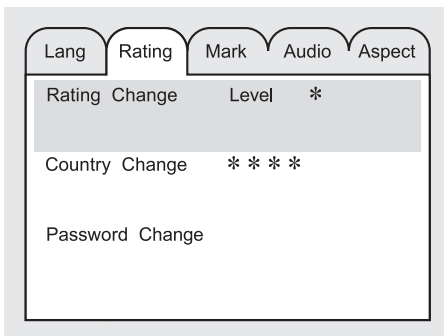 Lang Rating Mark Audio Aspect
Rating Change Level *
Country Change ****
Password Change